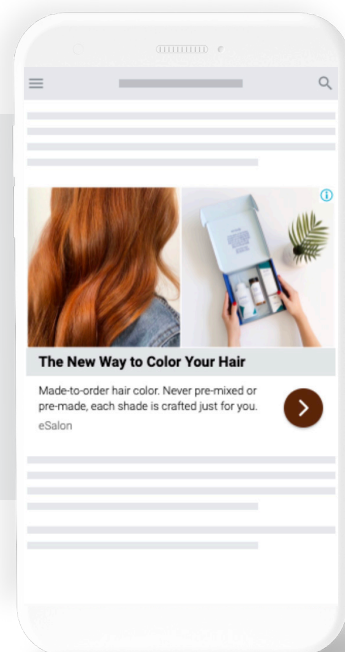 The New Way to Color Your Hair
Made-to-order hair color. Never pre-mixed or
pre-made, each shade is crafted just for you.
eSalon